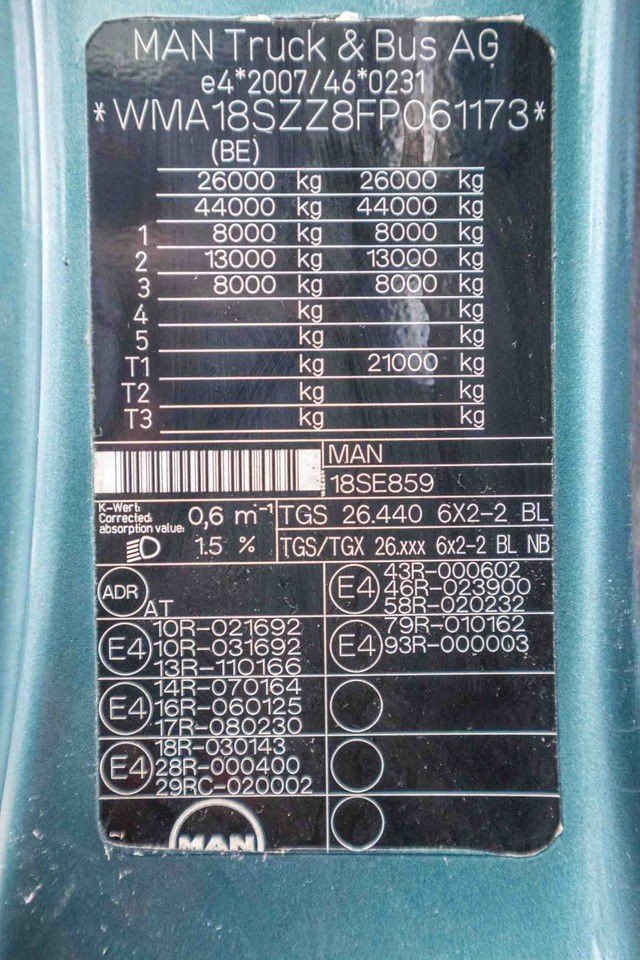 MAN Truck & Bus AG
e4*2007/46*0231
*WMA18SZZ8FP061173*
(BE)
26000 kg 26000 kg
44000 kg 44000 kg
1 8000 kg 8000 kg
2 13000 kg 13000 kg
3 8000 kg 8000 kg
4 kg kg
5 kg kg
T1 kg 21000 kg
T2 kg kg
T3 kg kg
MAN
18SE859
K-Wert:
Corrected:
absorption value:
0,6 m⁻¹
TGS 26.440 6X2-2 BL
1.5 %
TGS/TGX 26.xxx 6x2-2 BL NB
ADR
AT
E4
43R-000602
46R-023900
58R-020232
E4
10R-021692
10R-031692
13R-110166
E4
79R-010162
93R-000003
E4
14R-070164
16R-060125
17R-080230
E4
18R-030143
28R-000400
29RC-020002
MAN